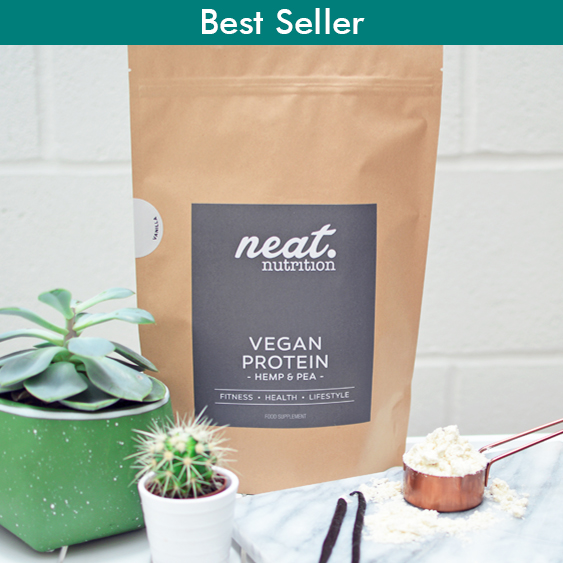 Best Seller
VANILLA
neat.
nutrition
VEGAN
PROTEIN
- HEMP & PEA -
FITNESS • HEALTH • LIFESTYLE
FOOD SUPPLEMENT